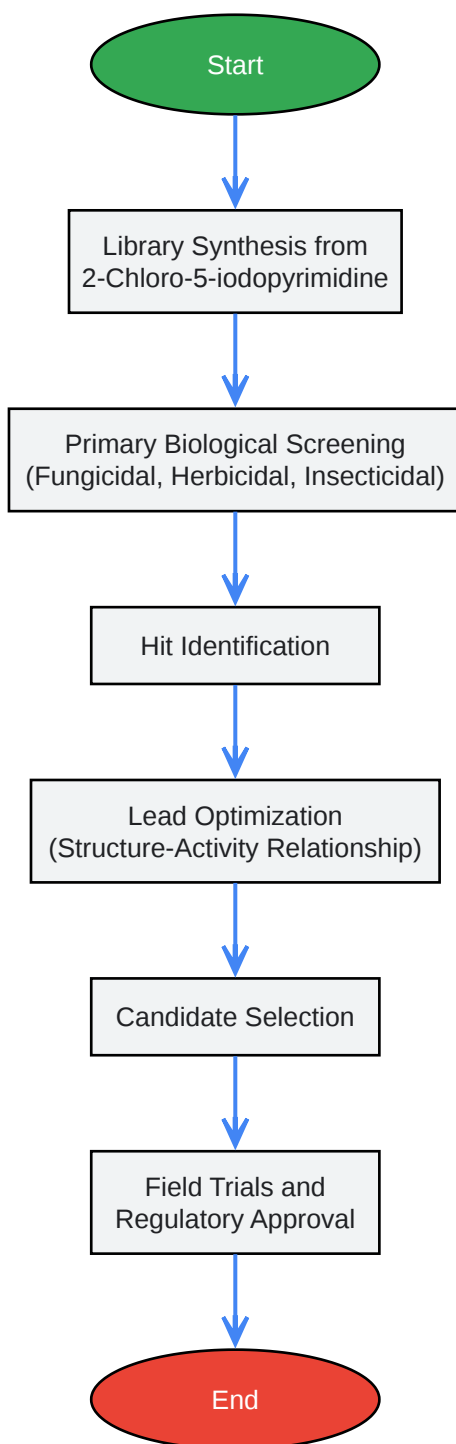 Start
Library Synthesis from
2-Chloro-5-iodopyrimidine
Primary Biological Screening
(Fungicidal, Herbicidal, Insecticidal)
Hit Identification
Lead Optimization
(Structure-Activity Relationship)
Candidate Selection
Field Trials and
Regulatory Approval
End